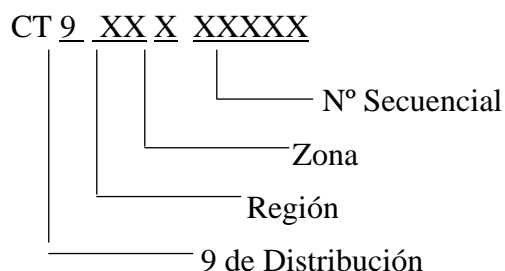 CT 9 XX X XXXXX
Nº Secuencial
Zona
Región
9 de Distribución